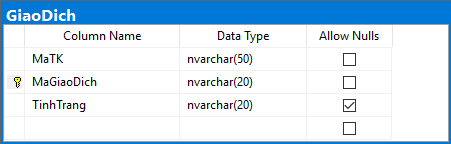 GiaoDich
Column Name Data Type Allow Nulls
MaTK nvarchar(50)
MaGiaoDich nvarchar(20)
TinhTrang nvarchar(20)